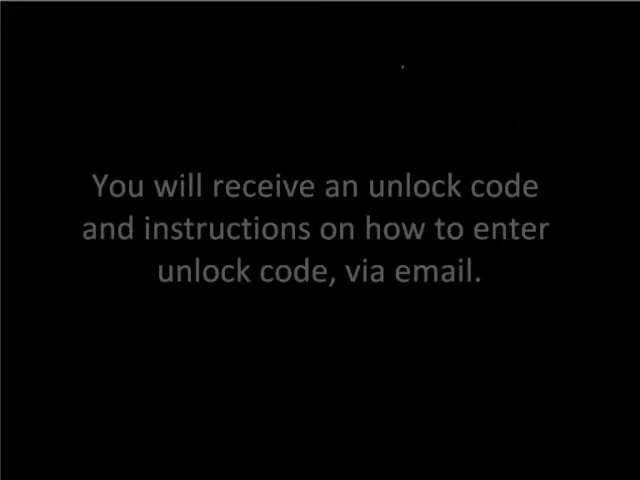 You will receive an unlock code
and instructions on how to enter
unlock code, via email.